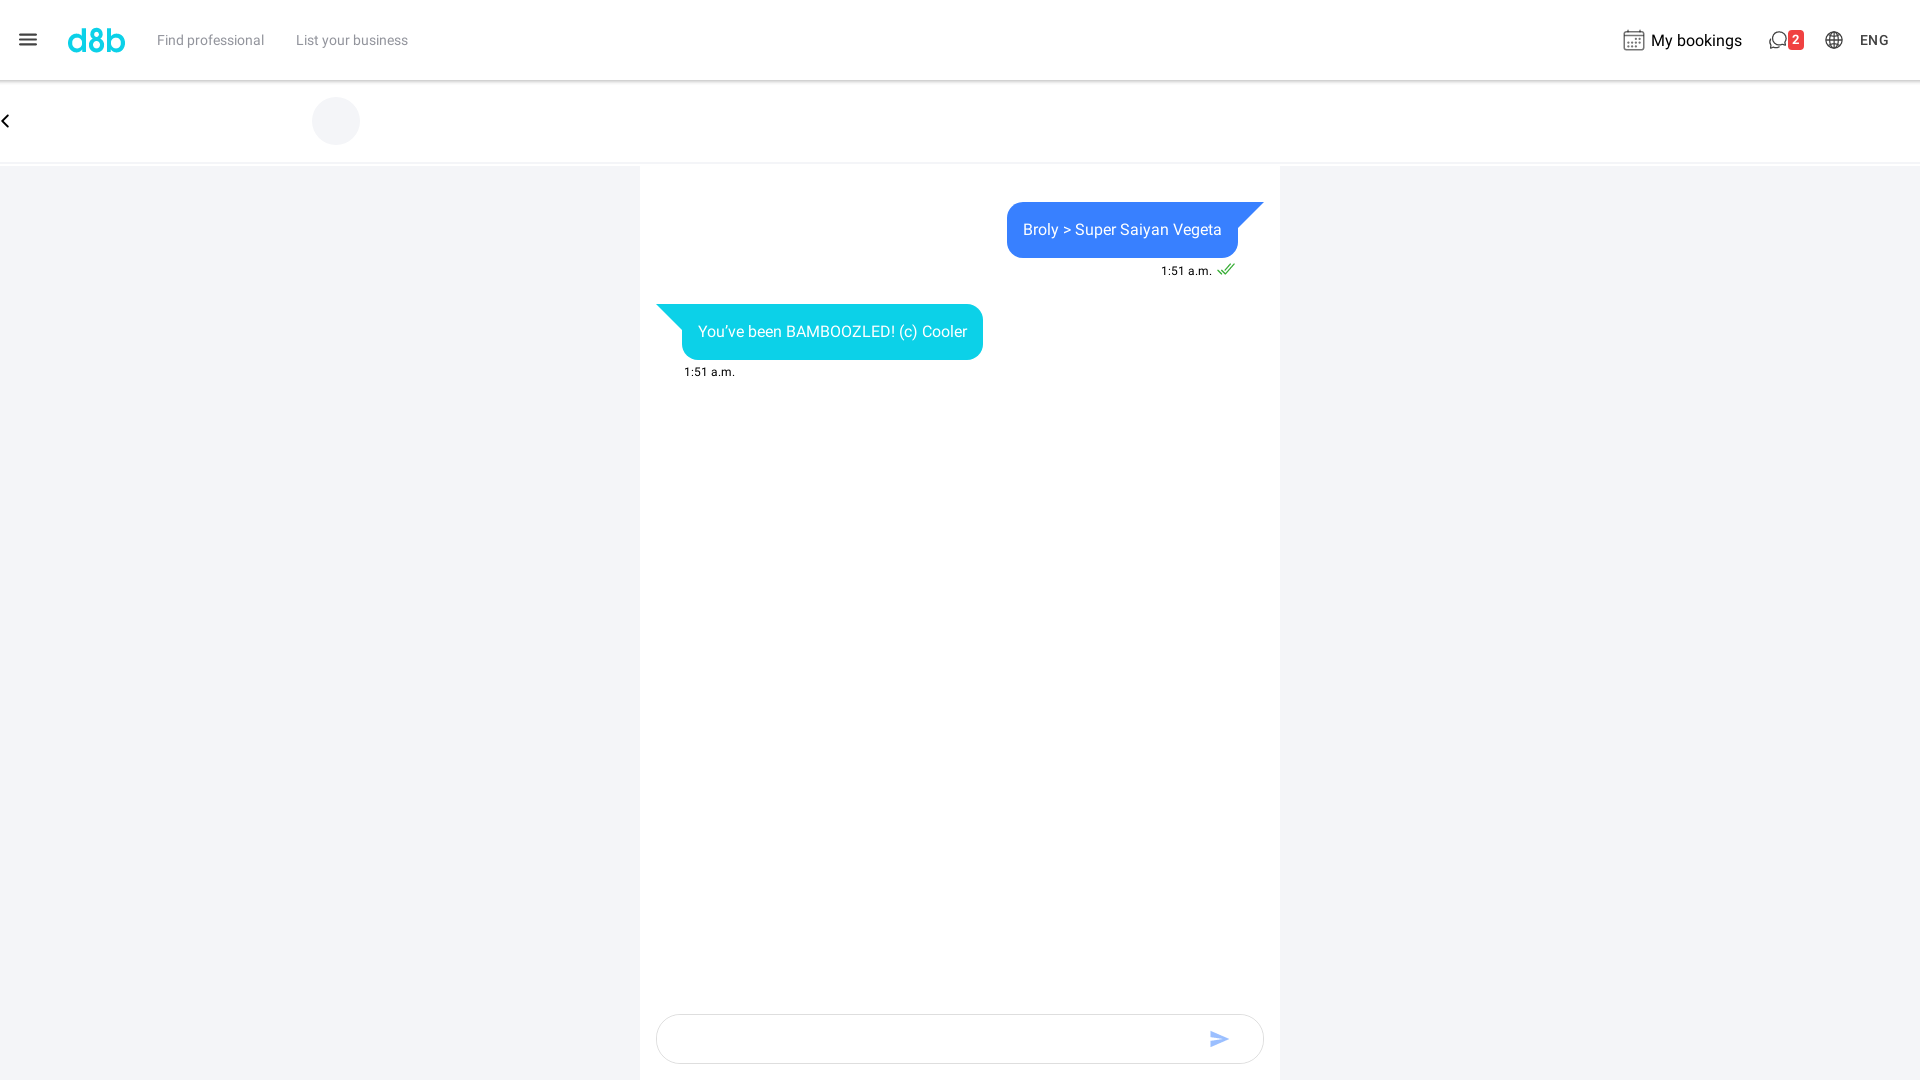 d8b
Find professional
List your business
My bookings
2
ENG
Broly > Super Saiyan Vegeta
1:51 a.m.
You’ve been BAMBOOZLED! (c) Cooler
1:51 a.m.